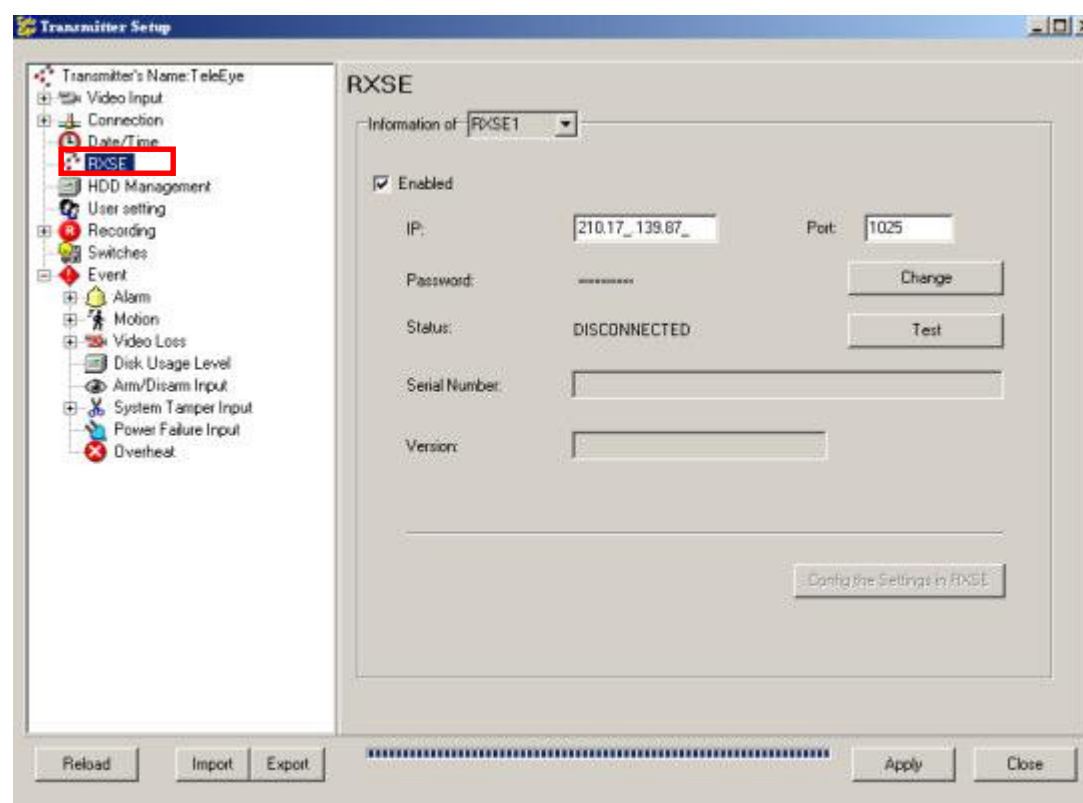 Transmitter Setup
Transmitter's Name:TeleEye
Video Input
Connection
Date/Time
RXSE
HDD Management
User setting
Recording
Switches
Event
Alarm
Motion
Video Loss
Disk Usage Level
Arm/Disarm Input
System Tamper Input
Power Failure Input
Overheat
RXSE
Information of RXSE1
Enabled
IP: 210.17_.139.87_ Port: 1025
Password: ********** Change
Status: DISCONNECTED Test
Serial Number:
Version:
Config the Settings in RXSE
Reload Import Export Apply Close